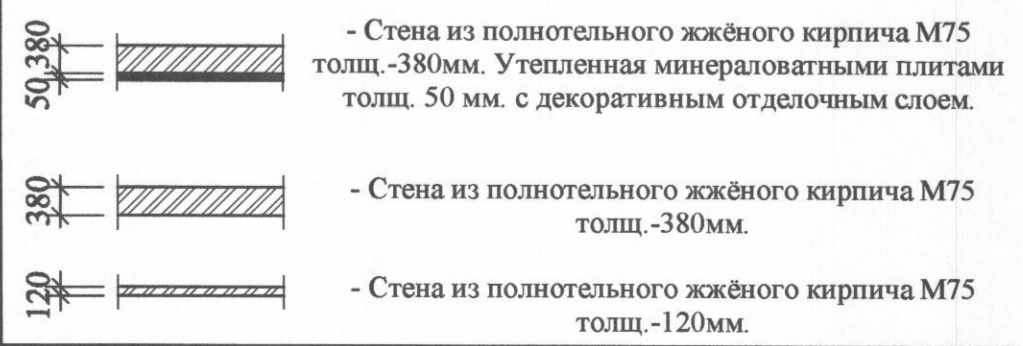 380
50
- Стена из полнотельного жжёного кирпича М75
толщ.-380мм. Утепленная минераловатными плитами
толщ. 50 мм. с декоративным отделочным слоем.
380
- Стена из полнотельного жжёного кирпича М75
толщ.-380мм.
120
- Стена из полнотельного жжёного кирпича М75
толщ.-120мм.